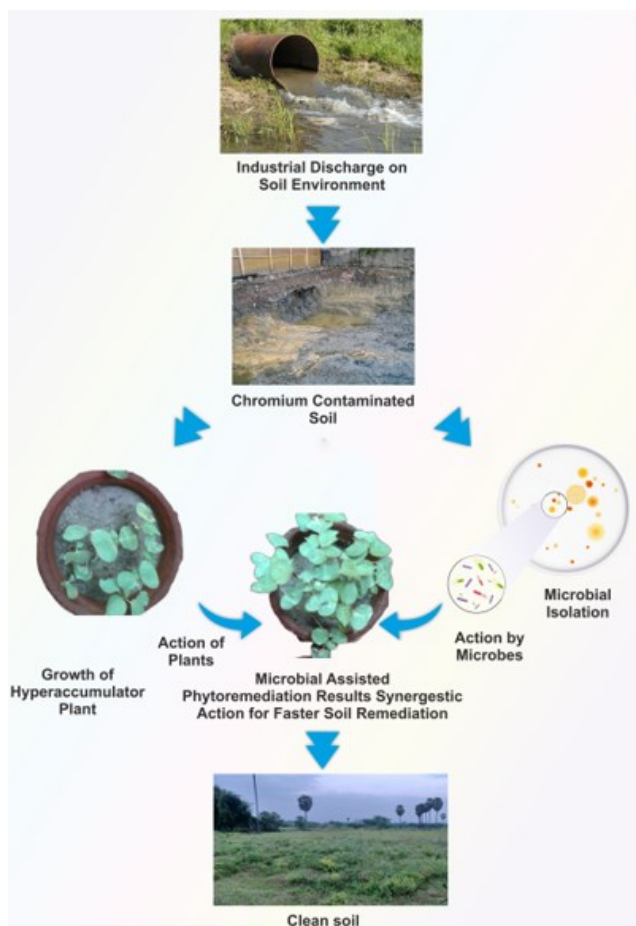 Industrial Discharge on
Soil Environment
Chromium Contaminated
Soil
Growth of
Hyperaccumulator
Plant
Action of
Plants
Microbial Assisted
Phytoremediation Results Synergestic
Action for Faster Soil Remediation
Action by
Microbes
Microbial
Isolation
Clean soil